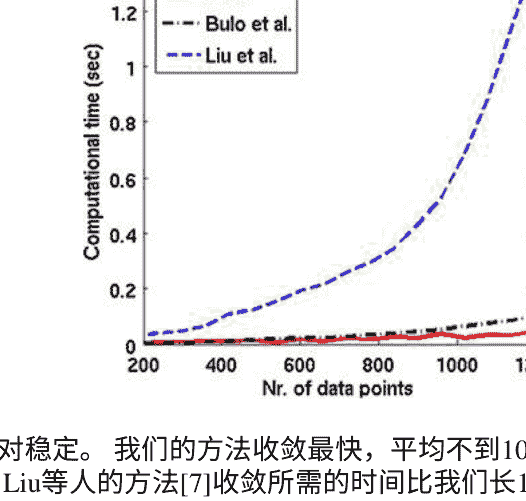 1.2
Bulo et al.
Liu et al.
1
0.8
0.6
0.4
0.2
0
Computational time (sec)
200 400 600 800 1000
Nr. of data points
对稳定。 我们的方法收敛最快，平均不到10
Liu等人的方法[7]收敛所需的时间比我们长1